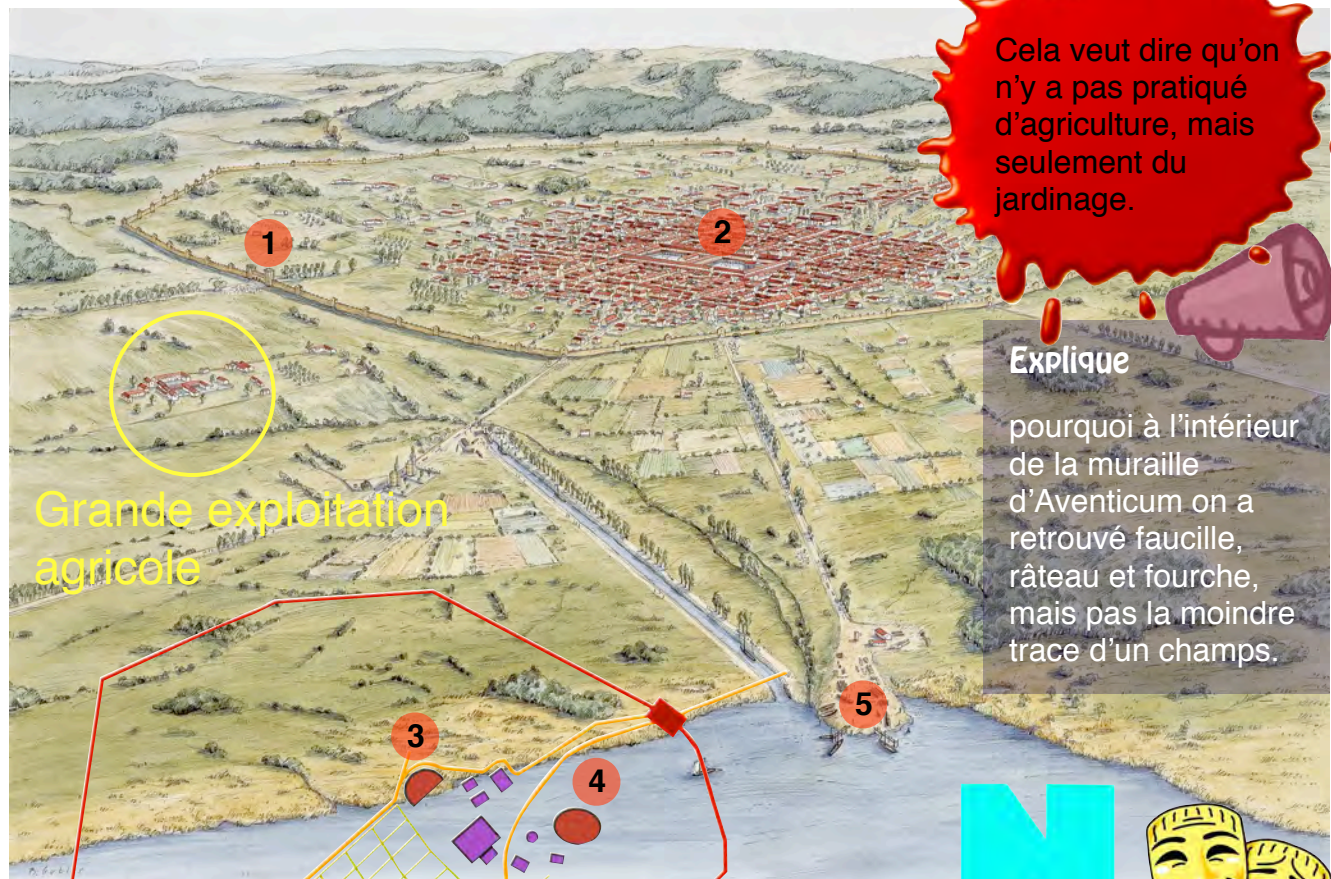 Cela veut dire qu'on
n'y a pas pratiqué
d'agriculture, mais
seulement du
jardinage.
1
2
Explique
pourquoi à l'intérieur
de la muraille
d'Aventicum on a
retrouvé faucille,
râteau et fourche,
mais pas la moindre
trace d'un champs.
Grande exploitation
agricole
3
4
5
N